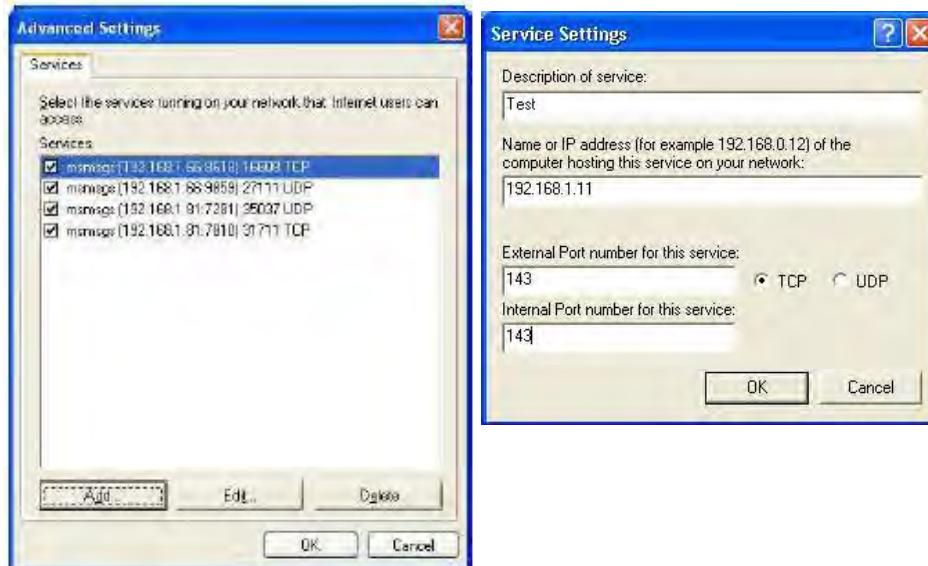 Advanced Settings
Services
Select the services running on your network that Internet users can
access
Services
msmsgs (192.168.1.66:9618) 16608 TCP
msmsgs (192.168.1.66:9859) 27111 UDP
msmsgs (192.168.1.81:7281) 35037 UDP
msmsgs (192.168.1.81:7810) 31711 TCP
Add...
Edit...
Delete
OK
Cancel
Service Settings
Description of service:
Test
Name or IP address (for example 192.168.0.12) of the
computer hosting this service on your network:
192.168.1.11
External Port number for this service:
143
TCP
UDP
Internal Port number for this service:
143
OK
Cancel